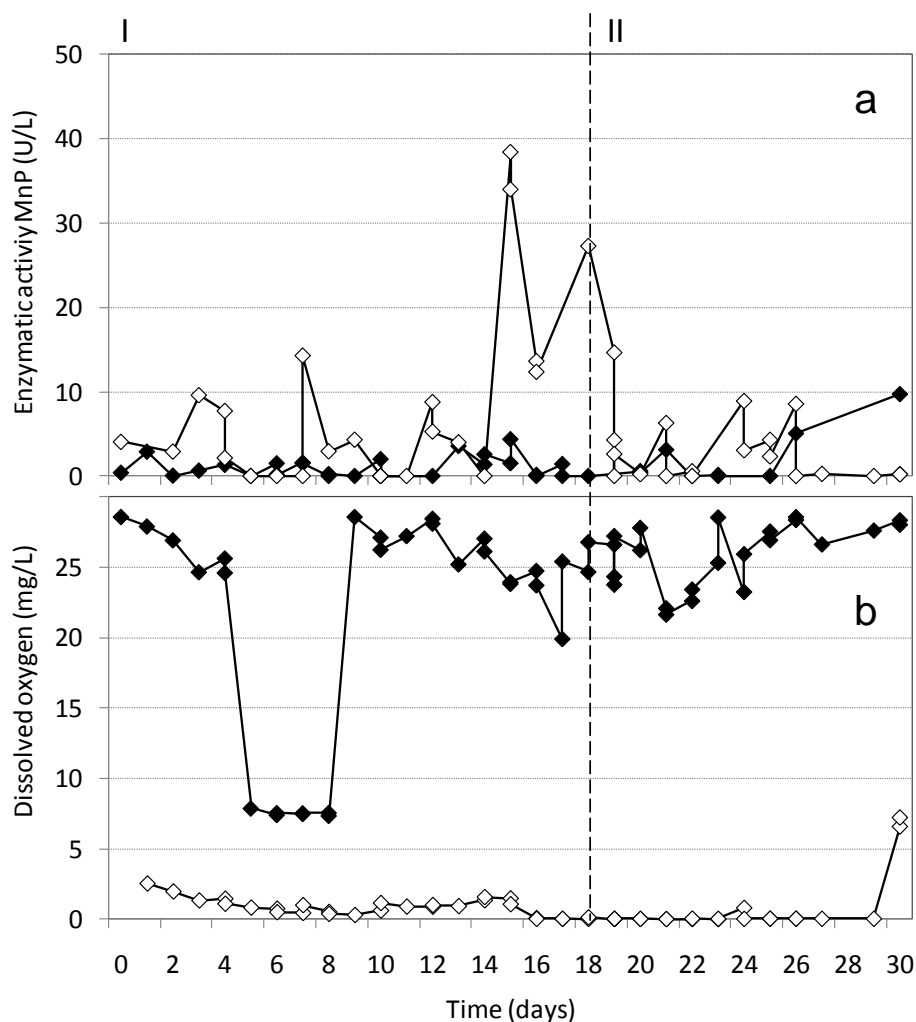 I II
50
40
30
20
10
0
a
Enzymatic activiy MnP (U/L)
25
20
15
10
5
0
b
Dissolved oxygen (mg/L)
0 2 4 6 8 10 12 14 16 18 20 22 24 26 28 30
Time (days)